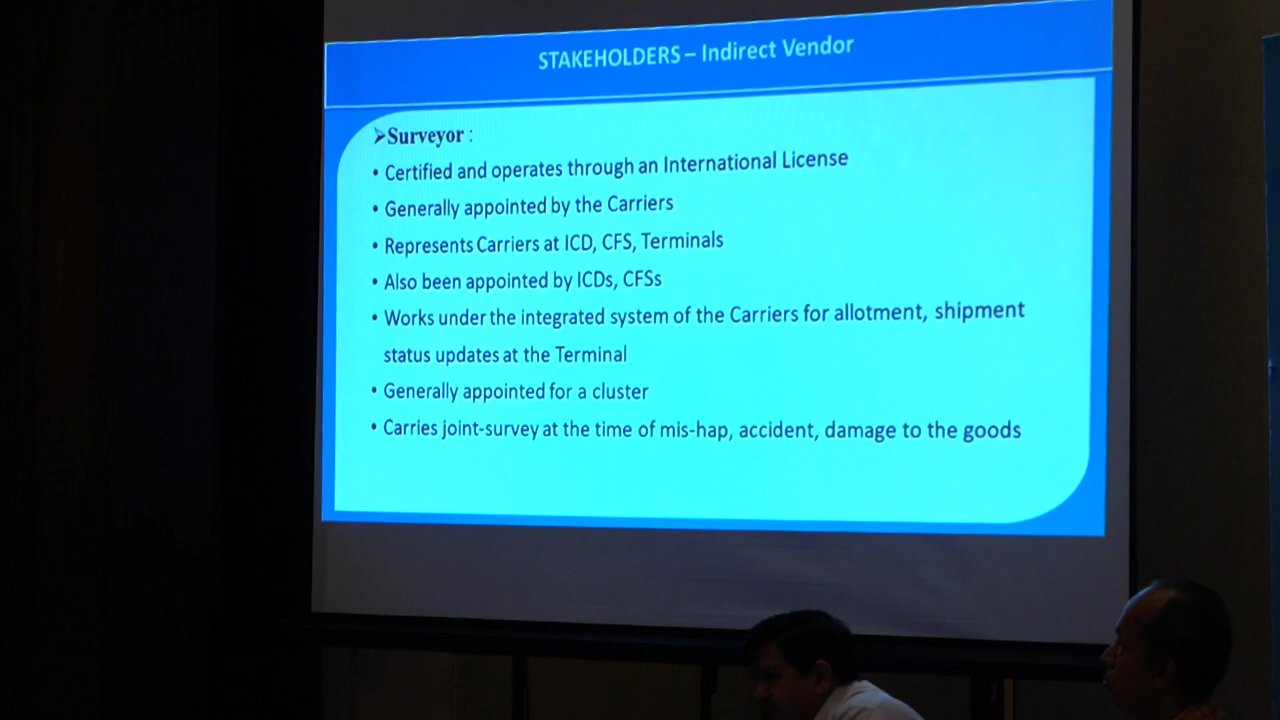 STAKEHOLDERS – Indirect Vendor
➢Surveyor :
• Certified and operates through an International License
• Generally appointed by the Carriers
• Represents Carriers at ICD, CFS, Terminals
• Also been appointed by ICDs, CFSs
• Works under the integrated system of the Carriers for allotment, shipment
status updates at the Terminal
• Generally appointed for a cluster
• Carries joint-survey at the time of mis-hap, accident, damage to the goods